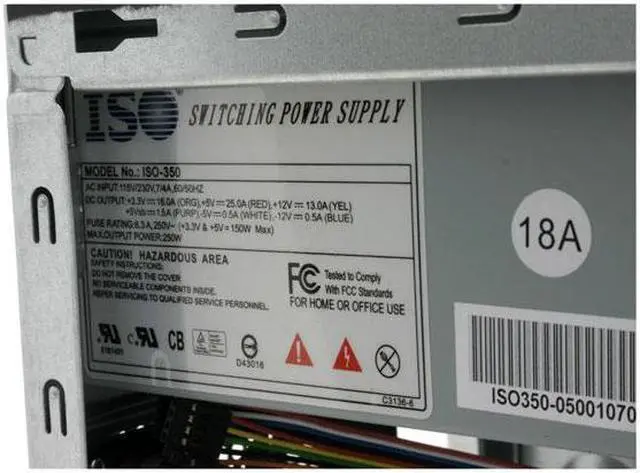 ISO SWITCHING POWER SUPPLY
MODEL No.: ISO-350
AC INPUT:115V/230V,7/4A,60/50HZ
DC OUTPUT:+3.3V=16.0A (ORG),+5V=25.0A(RED),+12V= 13.0A(YEL)
+5Vsb=1.5A (PURP),-5V=0.5A (WHITE),-12V=0.5A (BLUE)
FUSE RATING:6.3A,250V~ (+3.3V & +5V=150W Max)
MAX.OUTPUT POWER:250W
CAUTION! HAZARDOUS AREA
SAFETY INSTRUCTIONS:
DO NOT REMOVE THE COVER
NO SERVICEABLE COMPONENTS INSIDE.
REFER SERVICING TO QUALIFIED SERVICE PERSONNEL.
FCC Tested to Comply
With FCC Standards
FOR HOME OR OFFICE USE
CB
D43016
C3136-6
18A
ISO350-05001070